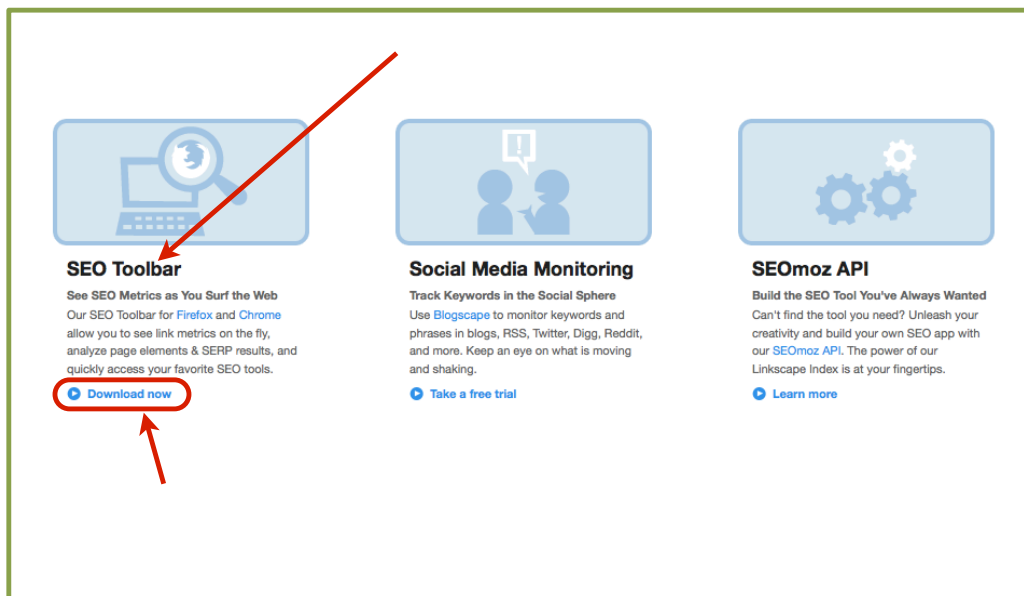 SEO Toolbar
See SEO Metrics as You Surf the Web
Our SEO Toolbar for Firefox and Chrome
allow you to see link metrics on the fly,
analyze page elements & SERP results, and
quickly access your favorite SEO tools.
Download now
Social Media Monitoring
Track Keywords in the Social Sphere
Use Blogscape to monitor keywords and
phrases in blogs, RSS, Twitter, Digg, Reddit,
and more. Keep an eye on what is moving
and shaking.
Take a free trial
SEOmoz API
Build the SEO Tool You've Always Wanted
Can't find the tool you need? Unleash your
creativity and build your own SEO app with
our SEOmoz API. The power of our
Linkscape Index is at your fingertips.
Learn more